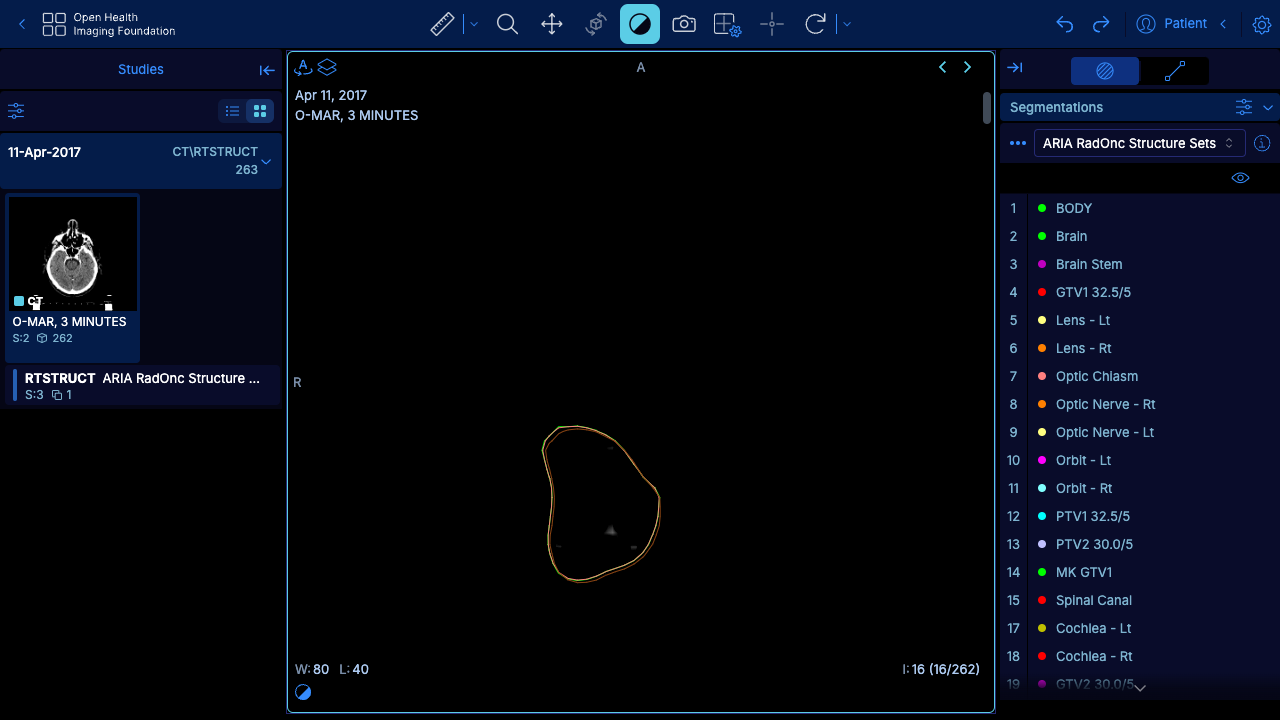 Open Health
Imaging Foundation
Patient
Studies
11-Apr-2017
CT\RTSTRUCT
263
CT
O-MAR, 3 MINUTES
S:2 262
RTSTRUCT ARIA RadOnc Structure ...
S:3 1
A
A
Apr 11, 2017
O-MAR, 3 MINUTES
R
W: 80 L: 40
I: 16 (16/262)
Segmentations
ARIA RadOnc Structure Sets
1 BODY
2 Brain
3 Brain Stem
4 GTV1 32.5/5
5 Lens - Lt
6 Lens - Rt
7 Optic Chiasm
8 Optic Nerve - Rt
9 Optic Nerve - Lt
10 Orbit - Lt
11 Orbit - Rt
12 PTV1 32.5/5
13 PTV2 30.0/5
14 MK GTV1
15 Spinal Canal
17 Cochlea - Lt
18 Cochlea - Rt
19 GTV2 30.0/5